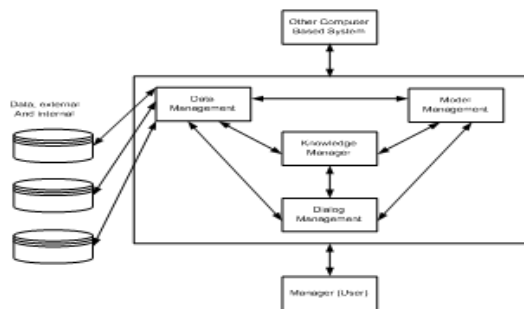 Other Computer
Based System
Data, external
And internal
Data
Management
Model
Management
Knowledge
Manager
Dialog
Management
Manager (User)